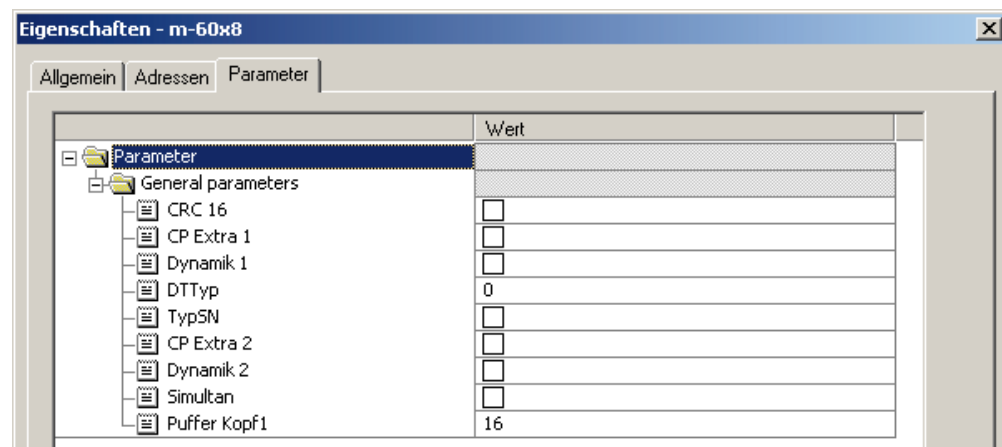 Eigenschaften - m-60x8
Allgemein Adressen Parameter
Wert
Parameter
General parameters
CRC 16
CP Extra 1
Dynamik 1
DTTyp 0
TypSN
CP Extra 2
Dynamik 2
Simultan
Puffer Kopf1 16